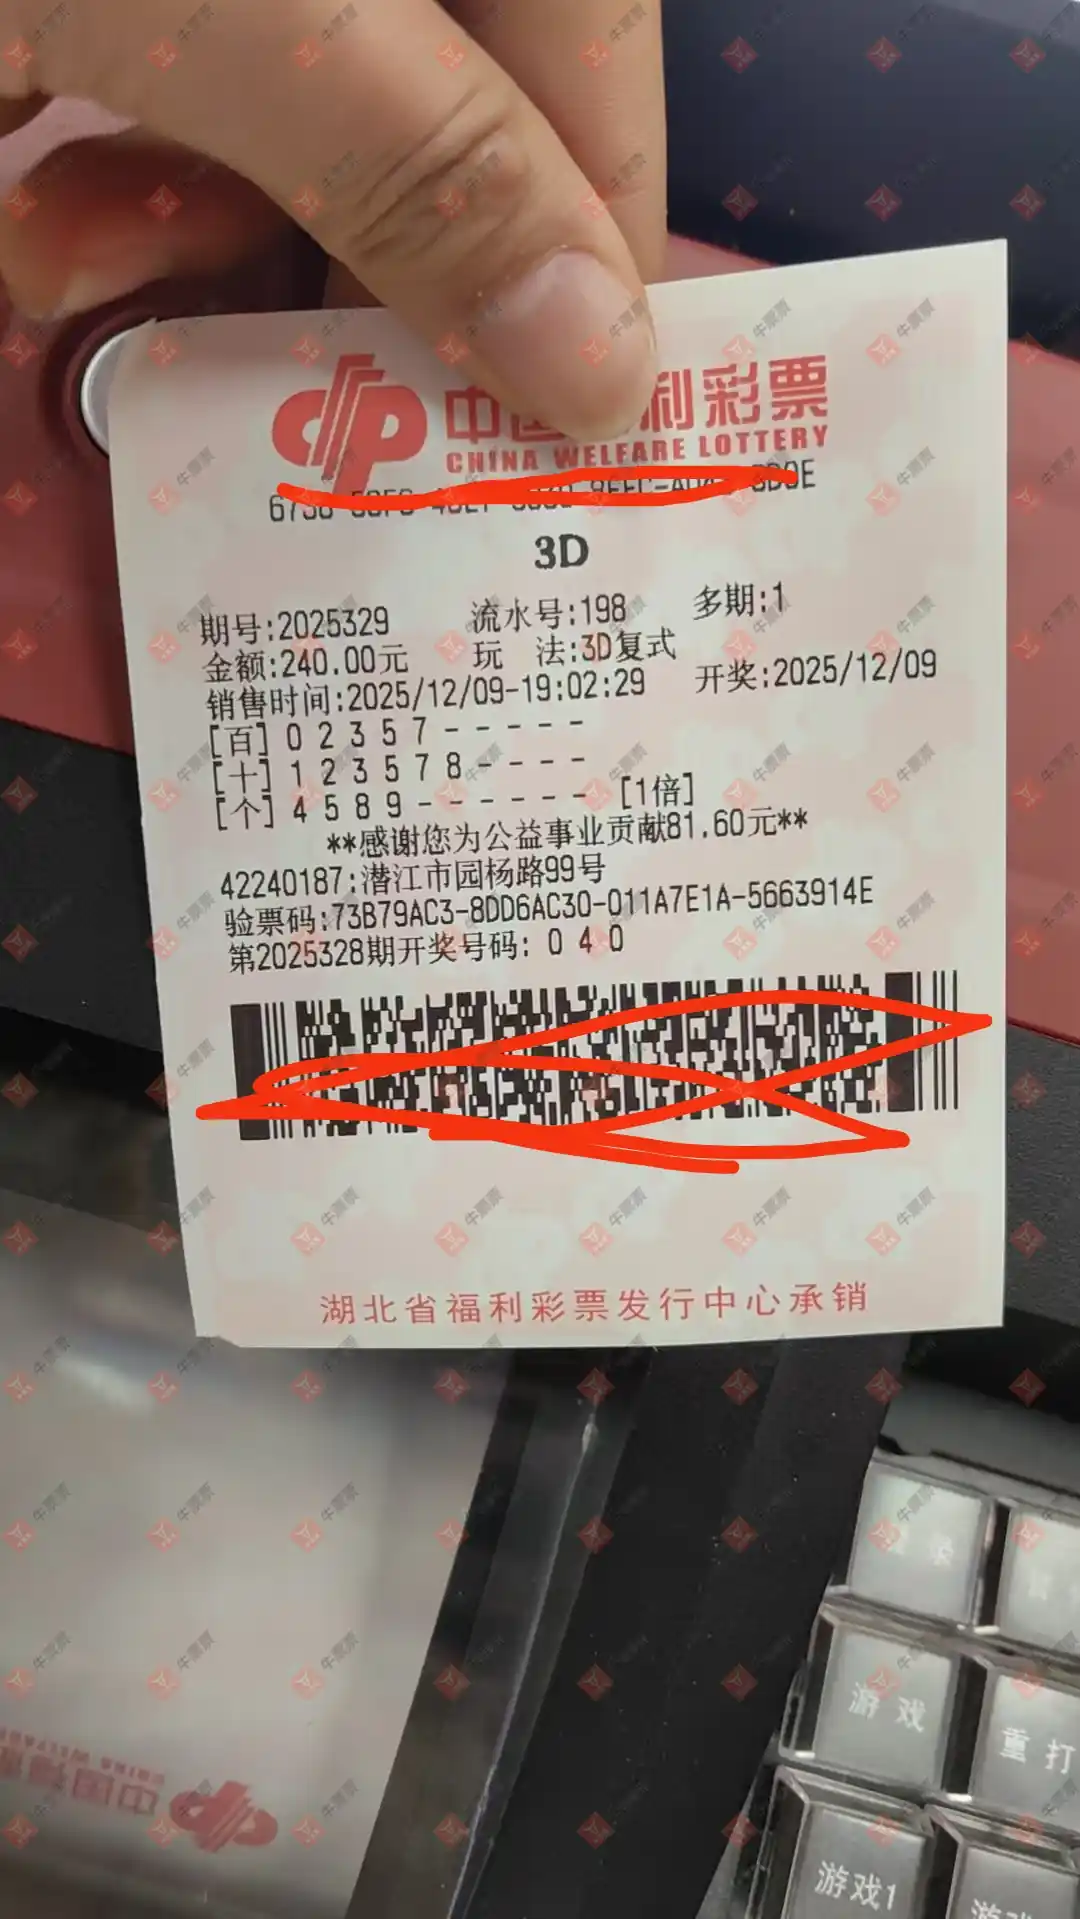 中国 利彩票
CHINA WELFARE LOTTERY
3D
期号:2025329 流水号:198 多期:1
金额:240.00元 玩 法:3D复式
销售时间:2025/12/09-19:02:29 开奖:2025/12/09
[百] 0 2 3 5 7 - - - - -
[十] 1 2 3 5 7 8 - - - -
[个] 4 5 8 9 - - - - - - [1倍]
**感谢您为公益事业贡献81.60元**
42240187:潜江市园杨路99号
验票码:73B79AC3-8DD6AC30-011A7E1A-5663914E
第2025328期开奖号码: 0 4 0
湖北省福利彩票发行中心承销
游戏
重打
游戏1
牛票票